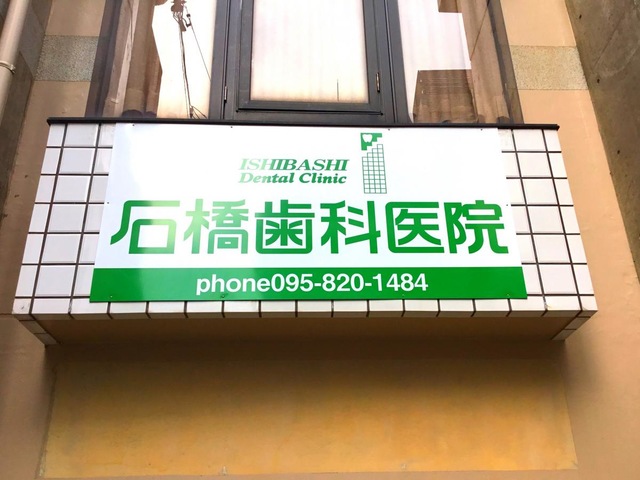 ISHIBASHI
Dental Clinic
石橋歯科医院
phone095-820-1484